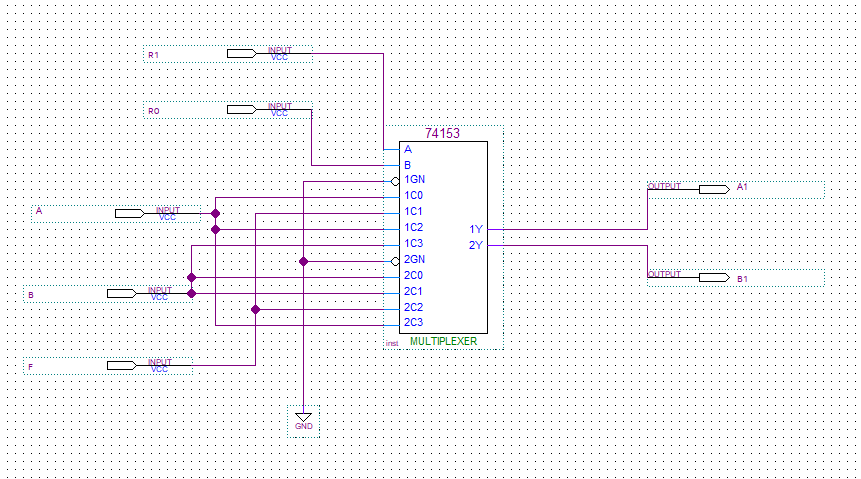 R1 INPUT
VCC
R0 INPUT
VCC
74153
A
B
1GN
1C0
1C1
1C2
1C3
2GN
2C0
2C1
2C2
2C3
1Y
2Y
inst MULTIPLEXER
A INPUT
VCC
B INPUT
VCC
F INPUT
VCC
GND
OUTPUT A1
OUTPUT B1